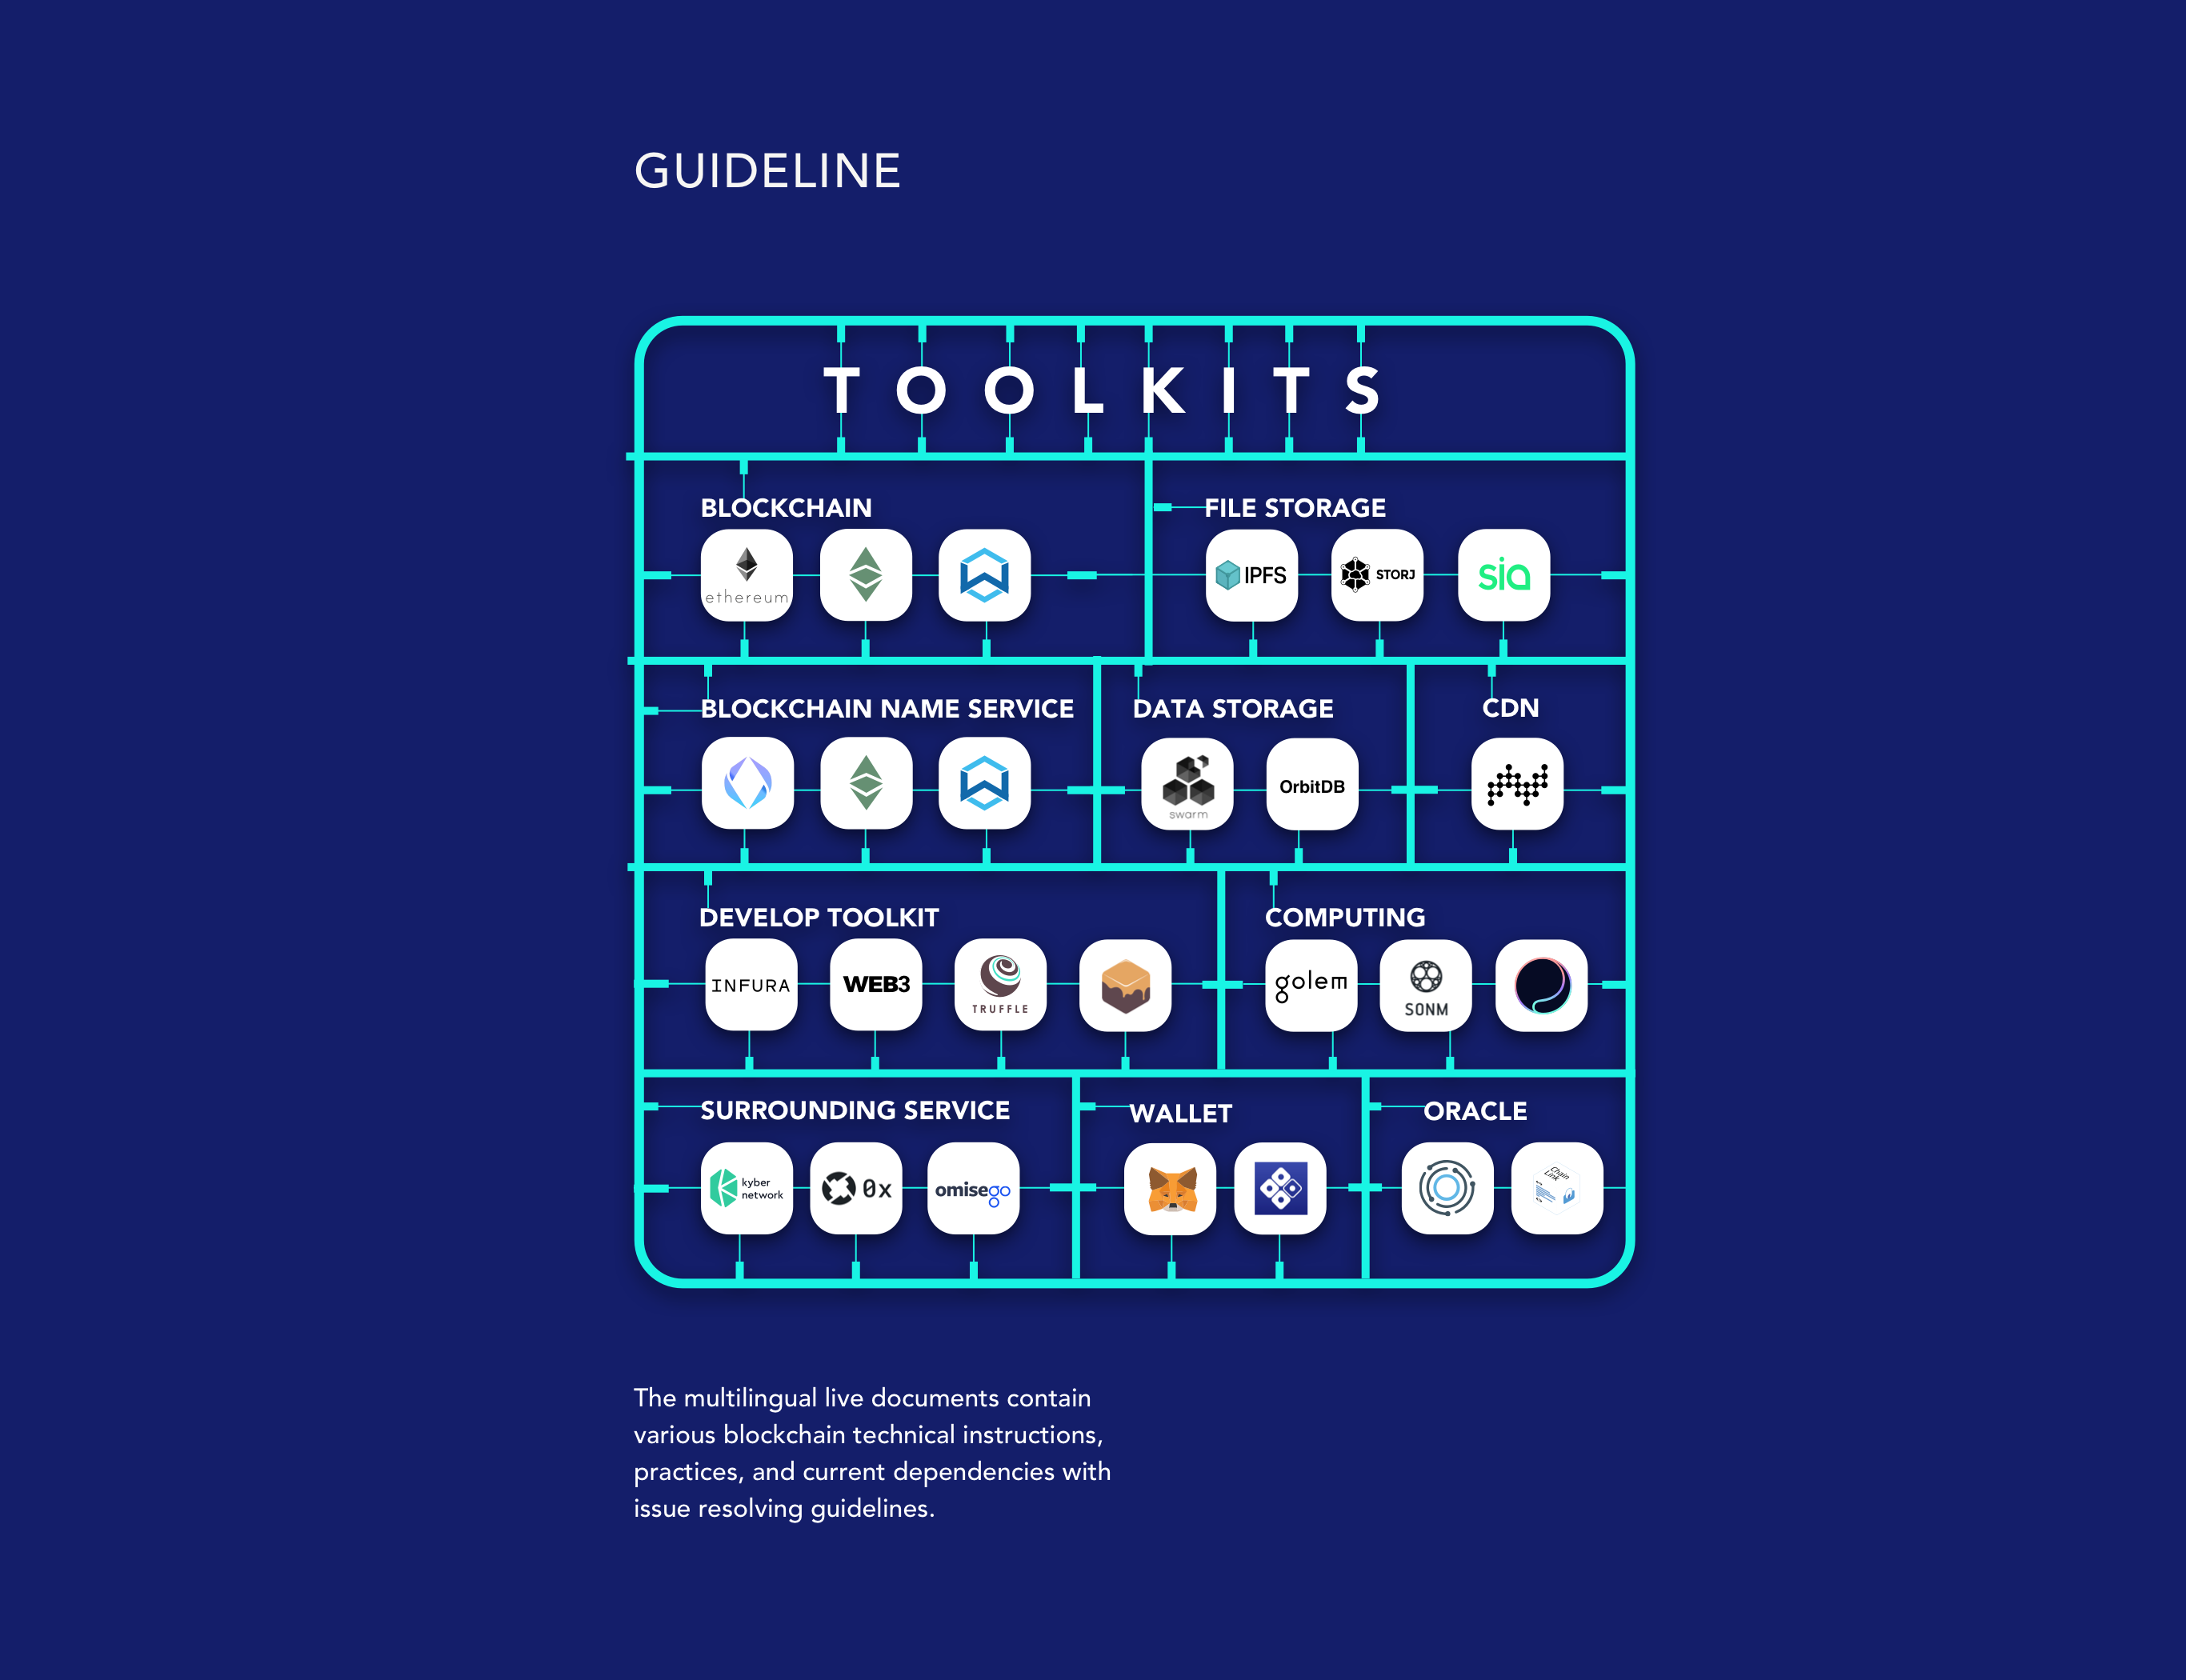 GUIDELINE
TOOLKITS
BLOCKCHAIN
ethereum
FILE STORAGE
IPFS
STORJ
sia
BLOCKCHAIN NAME SERVICE
DATA STORAGE
swarm
OrbitDB
CDN
DEVELOP TOOLKIT
INFURA
WEB3
TRUFFLE
COMPUTING
golem
SONM
SURROUNDING SERVICE
kyber
network
0x
omisego
WALLET
ORACLE
Chain
Link
The multilingual live documents contain
various blockchain technical instructions,
practices, and current dependencies with
issue resolving guidelines.